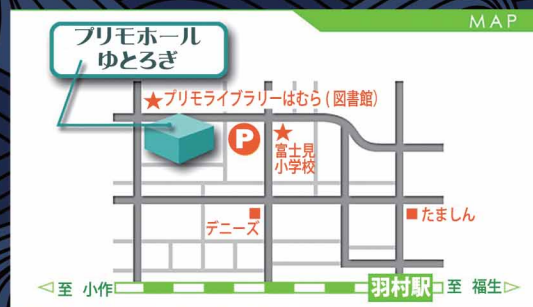 MAP
プリモホール
ゆとろぎ
★プリモライブラリーはむら(図書館)
P
★
富士見
小学校
デニーズ
たましん
至 小作
羽村駅
至 福生